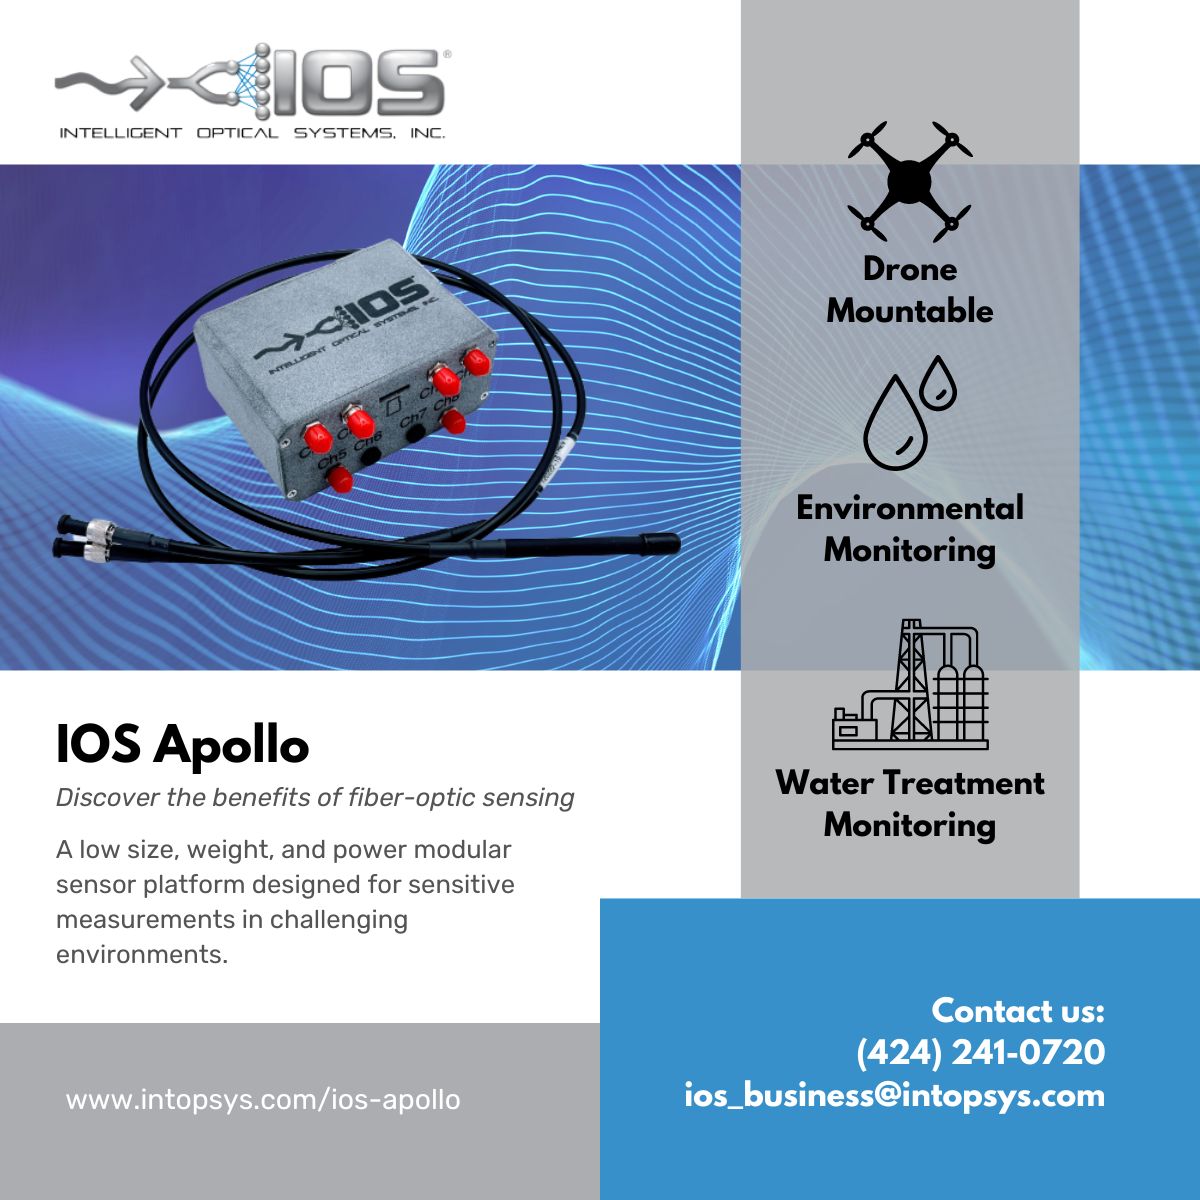 IOS®
INTELLIGENT OPTICAL SYSTEMS, INC.
Drone
Mountable
IOS
INTELLIGENT OPTICAL SYSTEMS, INC.
Ch5 Ch6 Ch7 Ch8
Environmental
Monitoring
Water Treatment
Monitoring
IOS Apollo
Discover the benefits of fiber-optic sensing
A low size, weight, and power modular
sensor platform designed for sensitive
measurements in challenging
environments.
Contact us:
(424) 241-0720
ios_business@intopsys.com
www.intopsys.com/ios-apollo